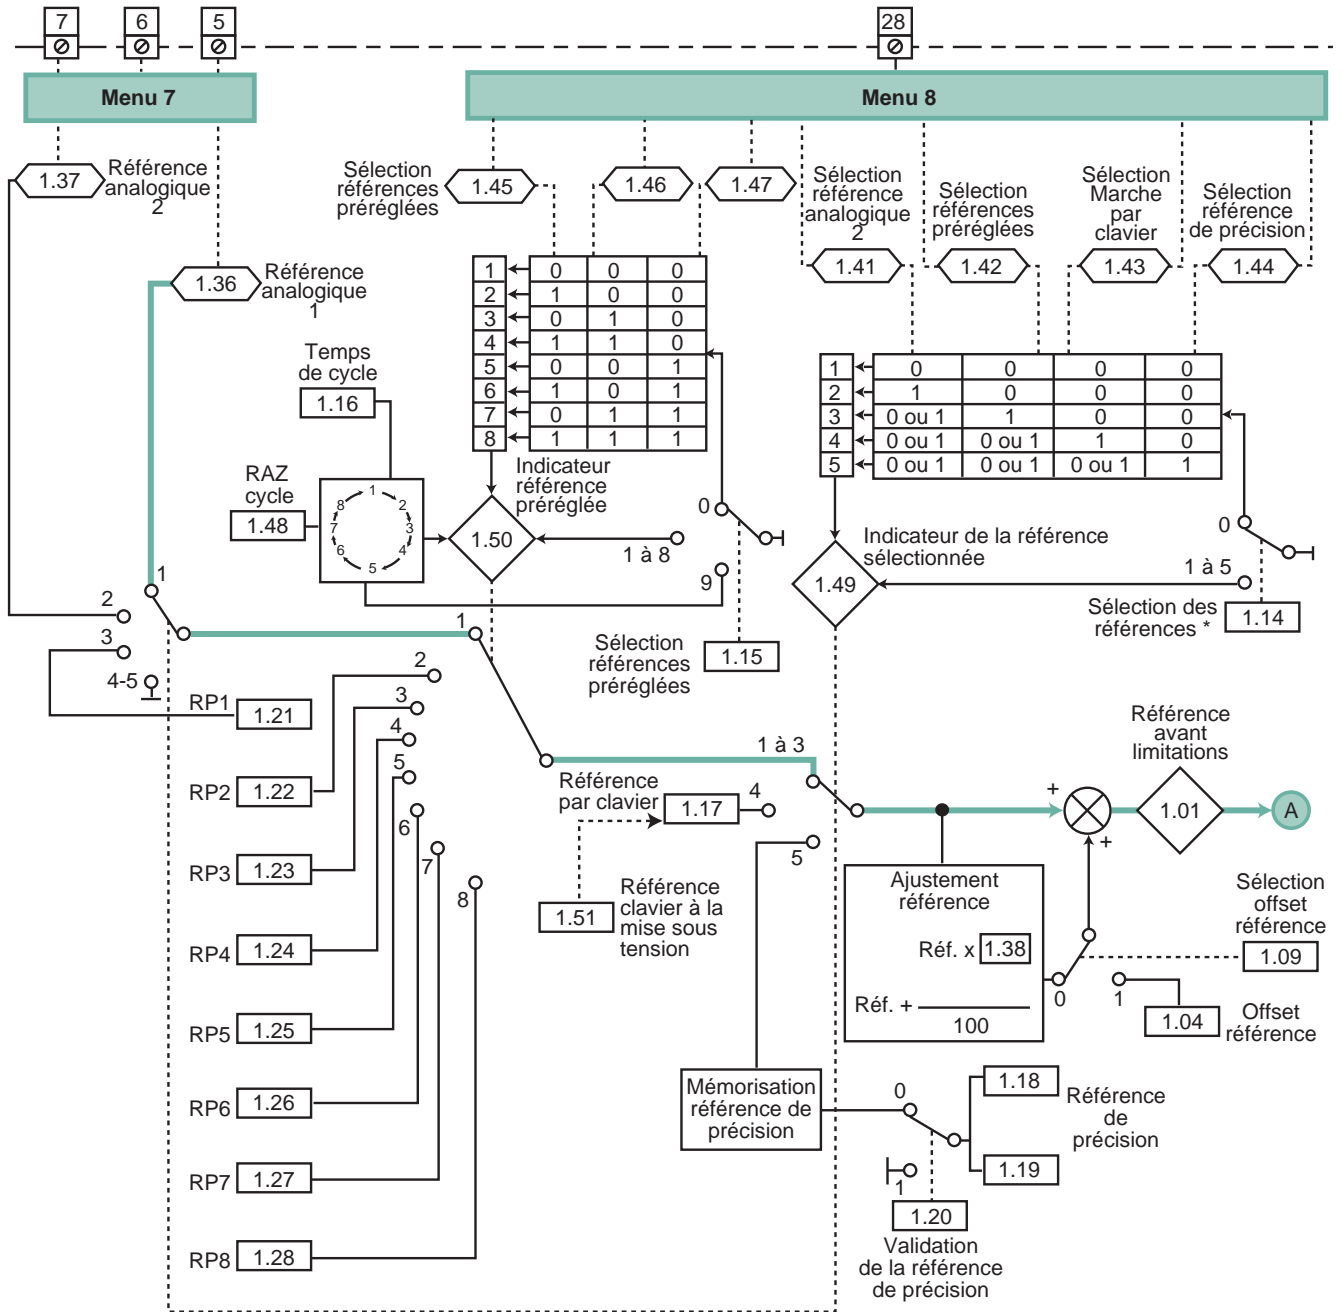 7 6 5 28
Menu 7
Menu 8
1.37
Référence
analogique
2
1.36
Référence
analogique
1
Sélection
références
préréglées
1.45
1.46
1.47
Sélection
référence
analogique
2
1.41
Sélection
références
préréglées
1.42
Sélection
Marche
par
clavier
1.43
Sélection
référence
de précision
1.44
1 0 0 0
2 1 0 0
3 0 1 0
4 1 1 0
5 0 0 1
6 1 0 1
7 0 1 1
8 1 1 1
1 0 0 0 0
2 1 0 0 0
3 0 ou 1 1 0 0
4 0 ou 1 0 ou 1 1 0
5 0 ou 1 0 ou 1 0 ou 1 1
Temps
de cycle
1.16
RAZ
cycle
1.48
1
2
3
4
5
6
7
8
Indicateur
référence
préréglée
1.50
0
1 à 8
9
Sélection
références
préréglées
1.15
Indicateur de la référence
sélectionnée
1.49
0
1 à 5
Sélection des
références *
1.14
1
2
3
4-5
1
2
3
4
5
6
7
8
RP1 1.21
RP2 1.22
RP3 1.23
RP4 1.24
RP5 1.25
RP6 1.26
RP7 1.27
RP8 1.28
1 à 3
4
5
Référence
par clavier
1.17
1.51
Référence
clavier à la
mise sous
tension
Référence
avant
limitations
+
+
1.01
A
Ajustement
référence
Réf. x 1.38
Réf. +
100
0
1
Sélection
offset
référence
1.09
1.04
Offset
référence
Mémorisation
référence de
précision
0
1
1.18
Référence
de
précision
1.19
1.20
Validation
de la référence
de précision